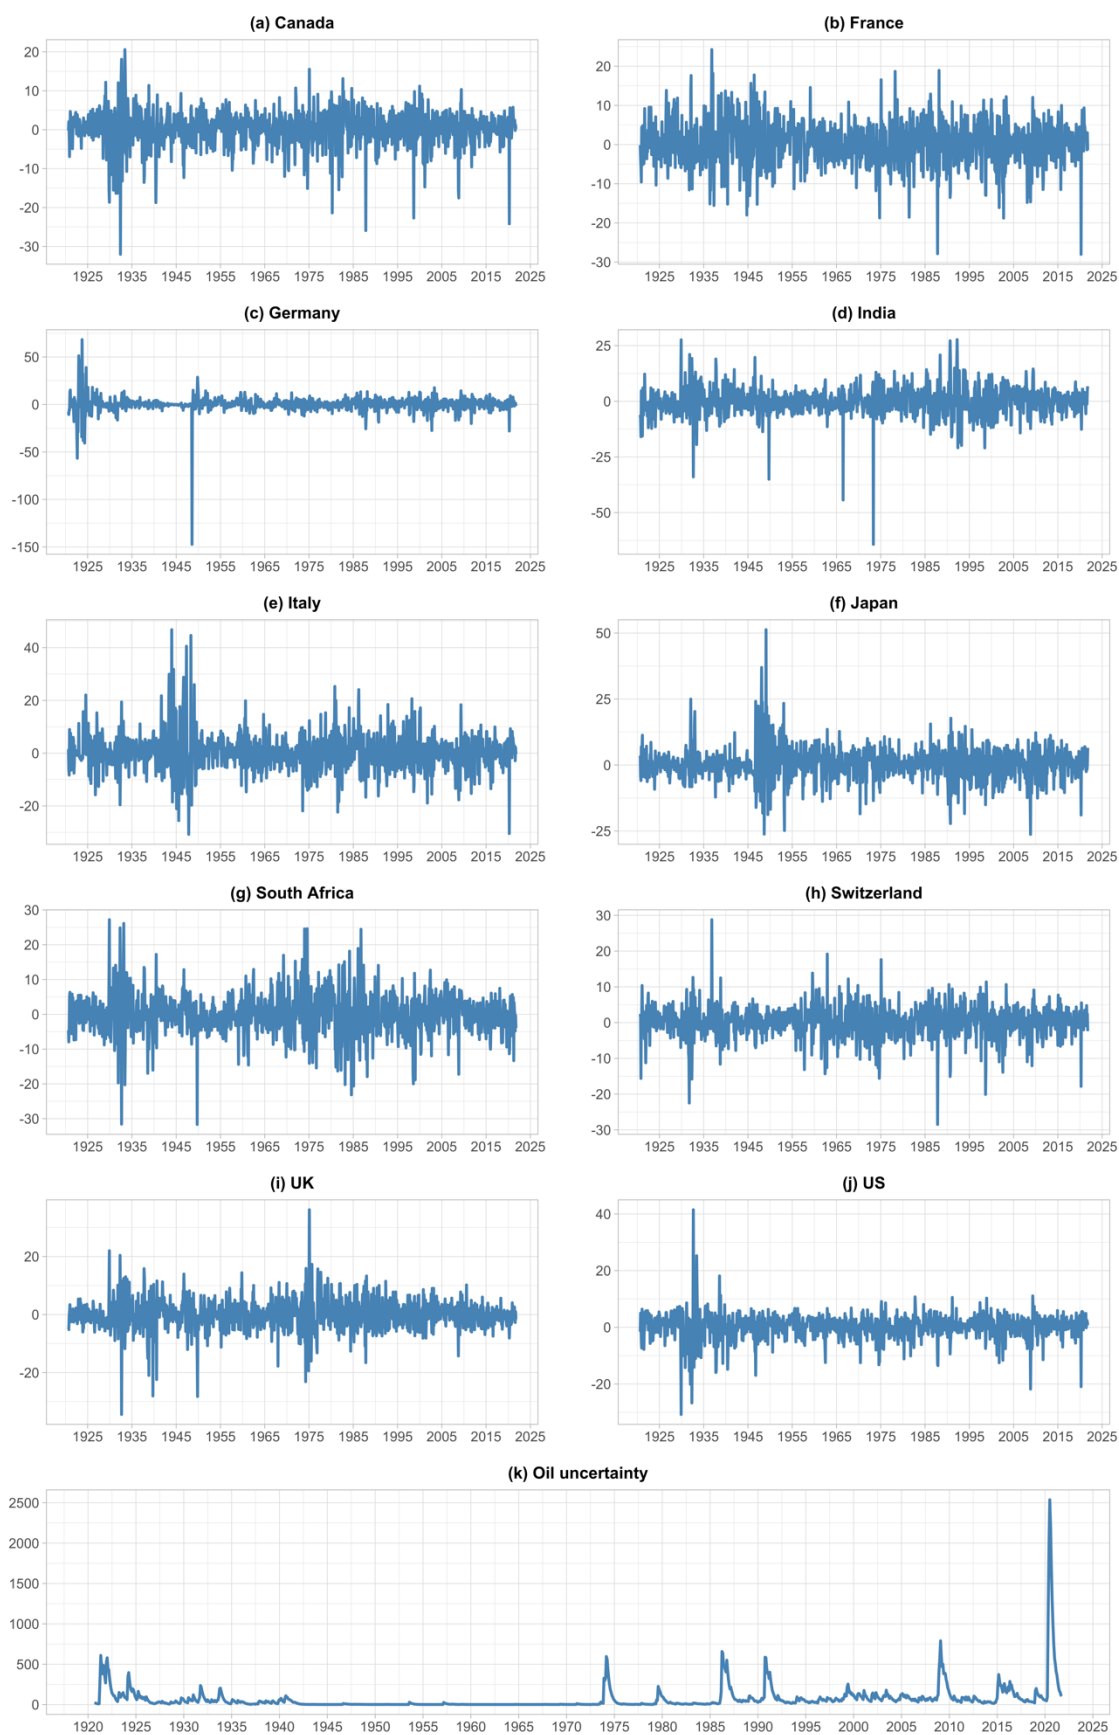 (a) Canada
20
10
0
-10
-20
-30
1925 1935 1945 1955 1965 1975 1985 1995 2005 2015 2025
(b) France
20
10
0
-10
-20
-30
1925 1935 1945 1955 1965 1975 1985 1995 2005 2015 2025
(c) Germany
50
0
-50
-100
-150
1925 1935 1945 1955 1965 1975 1985 1995 2005 2015 2025
(d) India
25
0
-25
-50
1925 1935 1945 1955 1965 1975 1985 1995 2005 2015 2025
(e) Italy
40
20
0
-20
1925 1935 1945 1955 1965 1975 1985 1995 2005 2015 2025
(f) Japan
50
25
0
-25
1925 1935 1945 1955 1965 1975 1985 1995 2005 2015 2025
(g) South Africa
30
20
10
0
-10
-20
-30
1925 1935 1945 1955 1965 1975 1985 1995 2005 2015 2025
(h) Switzerland
30
20
10
0
-10
-20
-30
1925 1935 1945 1955 1965 1975 1985 1995 2005 2015 2025
(i) UK
20
0
-20
1925 1935 1945 1955 1965 1975 1985 1995 2005 2015 2025
(j) US
40
20
0
-20
1925 1935 1945 1955 1965 1975 1985 1995 2005 2015 2025
(k) Oil uncertainty
2500
2000
1500
1000
500
0
1920 1925 1930 1935 1940 1945 1950 1955 1960 1965 1970 1975 1980 1985 1990 1995 2000 2005 2010 2015 2020 2025